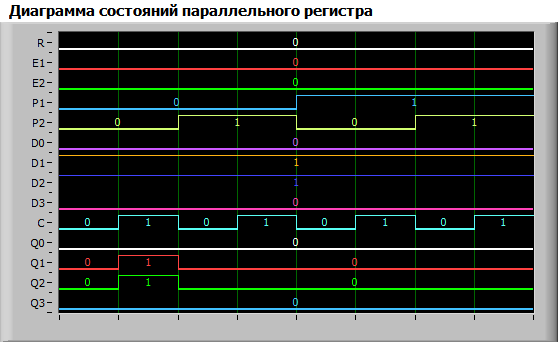 Диаграмма состояний параллельного регистра
R 0
E1 0
E2 0
P1 0 1
P2 0 1 0 1
D0 0
D1 1
D2 1
D3 0
C 0 1 0 1 0 1 0 1
Q0 0
Q1 0 1 0
Q2 0 1 0
Q3 0